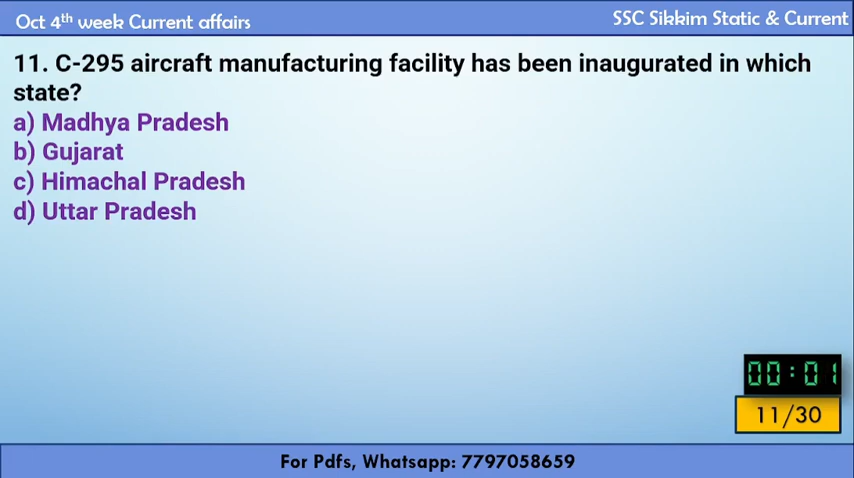 Oct 4th week Current affairs
SSC Sikkim Static & Current
11. C-295 aircraft manufacturing facility has been inaugurated in which
state?
a) Madhya Pradesh
b) Gujarat
c) Himachal Pradesh
d) Uttar Pradesh
00:01
11/30
For Pdfs, Whatsapp: 7797058659